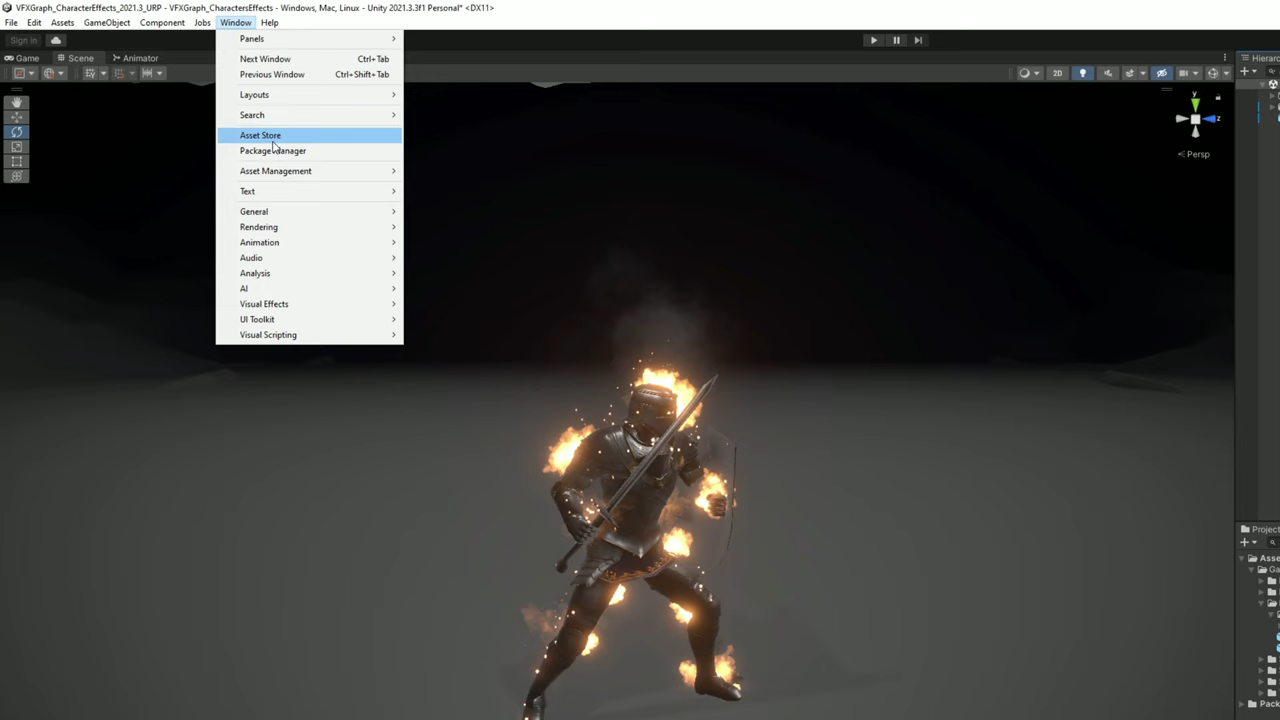 VFXGraph_CharacterEffects_2021.3_URP - VFXGraph_CharactersEffects - Windows, Mac, Linux - Unity 2021.3.3f1 Personal* <DX11>
File Edit Assets GameObject Component Jobs Window Help
Sign in
Game Scene Animator
2D
Panels
Next Window Ctrl+Tab
Previous Window Ctrl+Shift+Tab
Layouts
Search
Asset Store
Package Manager
Asset Management
Text
General
Rendering
Animation
Audio
Analysis
AI
Visual Effects
UI Toolkit
Visual Scripting
y
z
< Persp
Hierarc
Project
Asse
Ga
Pack